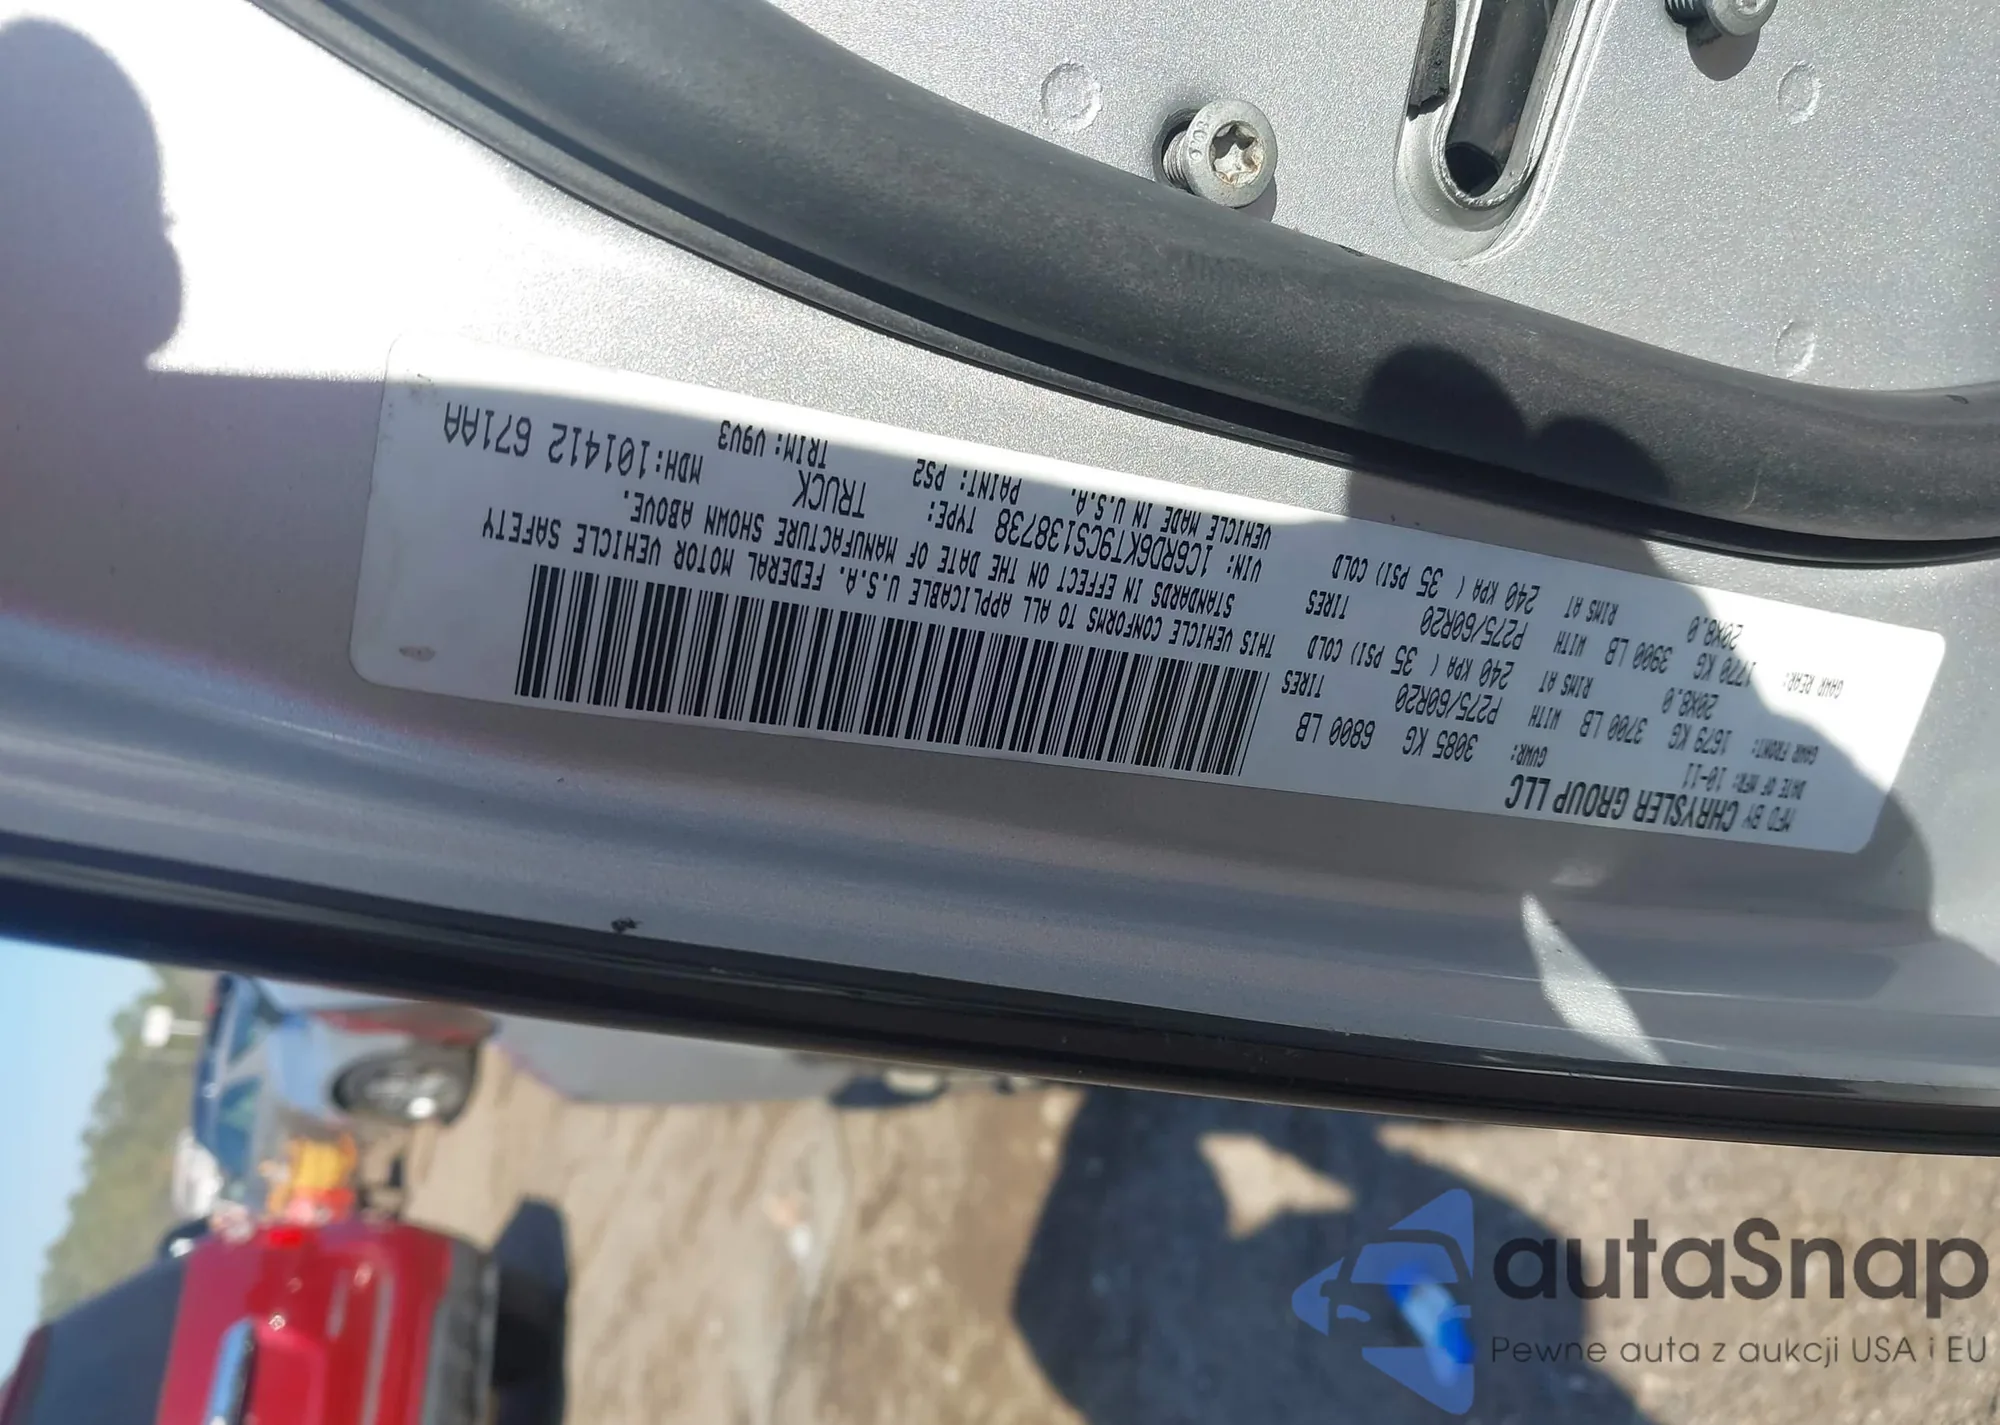 MFD BY CHRYSLER GROUP LLC
DATE OF MFR: 10-11 GVWR: 3085 KG 6800 LB
GAWR FRONT: 1679 KG 3700 LB WITH P275/60R20 TIRES
20X8.0 RIMS AT 240 KPA ( 35 PSI) COLD
GAWR REAR: 1770 KG 3900 LB WITH P275/60R20 TIRES
20X8.0 RIMS AT 240 KPA ( 35 PSI) COLD
THIS VEHICLE CONFORMS TO ALL APPLICABLE U.S.A. FEDERAL MOTOR VEHICLE SAFETY
STANDARDS IN EFFECT ON THE DATE OF MANUFACTURE SHOWN ABOVE.
VIN: 1C6RD6KT9CS138738 TYPE: TRUCK MDH:101412 671AA
VEHICLE MADE IN U.S.A. PAINT: PS2 TRIM: V9V3
autaSnap
Pewne auta z aukcji USA i EU